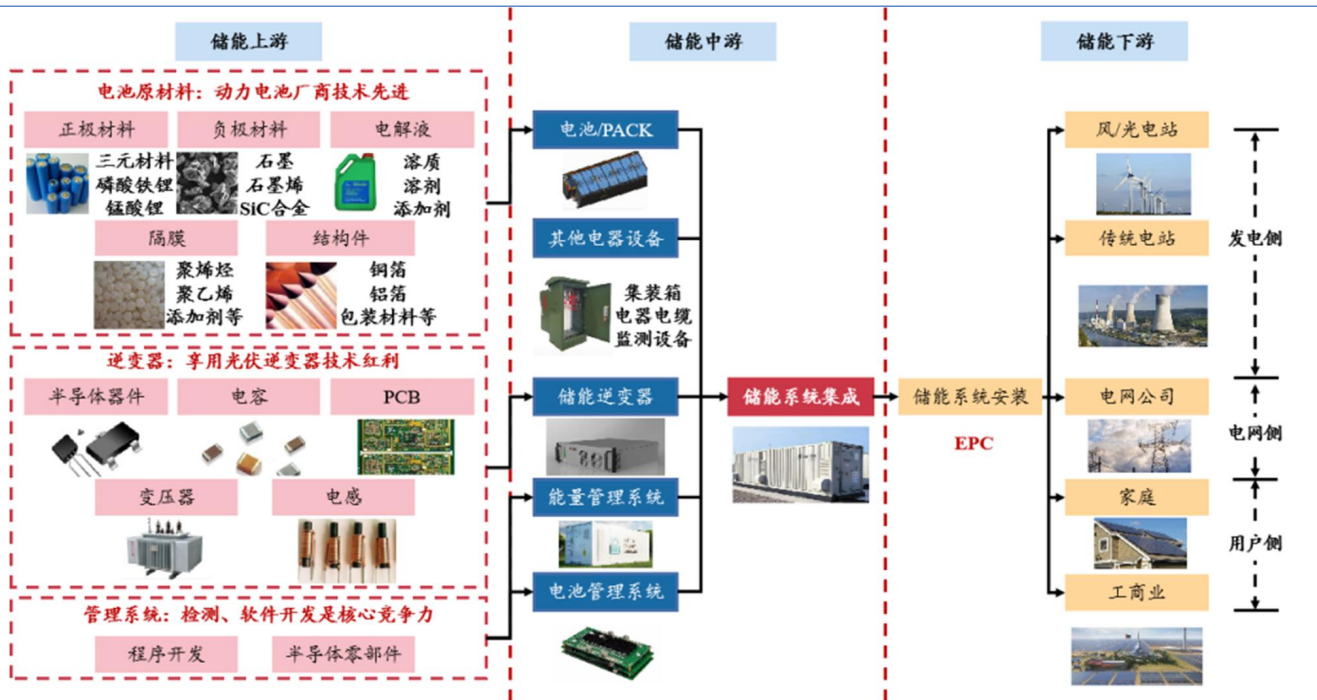 储能上游
储能中游
储能下游
电池原材料：动力电池厂商技术先进
正极材料
负极材料
电解液
三元材料
磷酸铁锂
锰酸锂
石墨
石墨烯
SiC合金
溶质
溶剂
添加剂
隔膜
结构件
聚烯烃
聚乙烯
添加剂等
铜箔
铝箔
包装材料等
逆变器：享用光伏逆变器技术红利
半导体器件
电容
PCB
变压器
电感
管理系统：检测、软件开发是核心竞争力
程序开发
半导体零部件
电池/PACK
其他电器设备
集装箱
电器电缆
监测设备
储能逆变器
能量管理系统
电池管理系统
储能系统集成
储能系统安装
EPC
风/光电站
传统电站
电网公司
家庭
工商业
发电侧
电网侧
用户侧